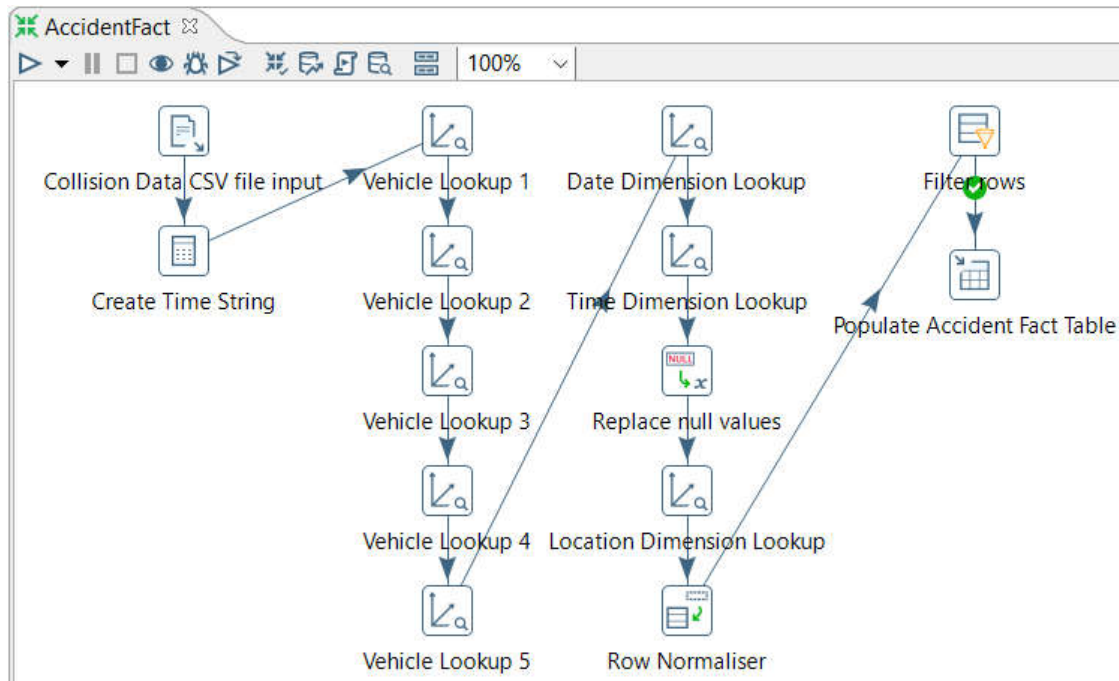 AccidentFact
100%
Collision Data CSV file input
Create Time String
Vehicle Lookup 1
Vehicle Lookup 2
Vehicle Lookup 3
Vehicle Lookup 4
Vehicle Lookup 5
Date Dimension Lookup
Time Dimension Lookup
NULL
x
Replace null values
Location Dimension Lookup
Row Normaliser
Filter rows
Populate Accident Fact Table